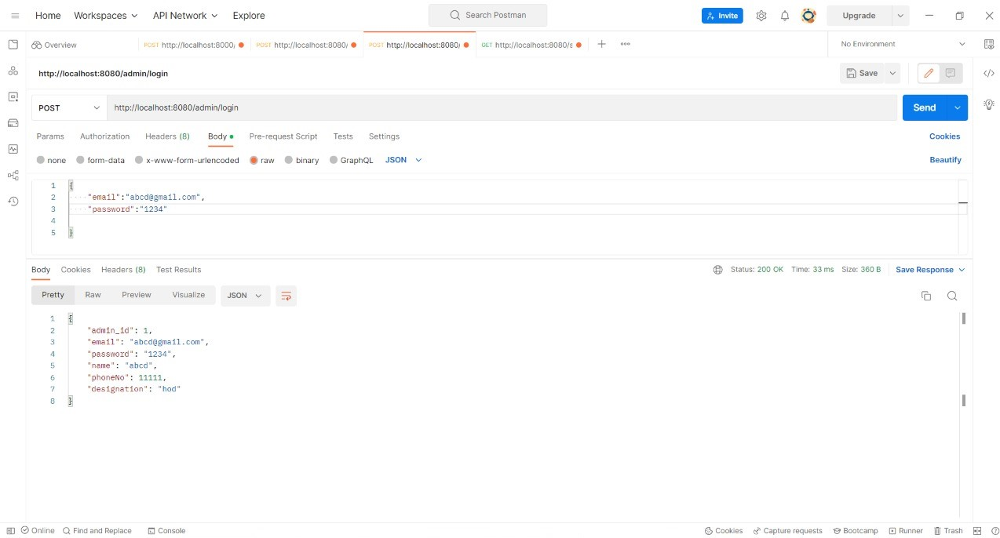 Home Workspaces API Network Explore Search Postman Invite Upgrade
Overview POST http://localhost:8000/ POST http://localhost:8080/ POST http://localhost:8080/ GET http://localhost:8080/s No Environment
http://localhost:8080/admin/login Save
POST http://localhost:8080/admin/login Send
Params Authorization Headers (8) Body Pre-request Script Tests Settings Cookies
none form-data x-www-form-urlencoded raw binary GraphQL JSON Beautify
1 {
2 "email":"abcd@gmail.com",
3 "password":"1234"
4
5 }
Body Cookies Headers (8) Test Results Status: 200 OK Time: 33 ms Size: 360 B Save Response
Pretty Raw Preview Visualize JSON
1 {
2 "admin_id": 1,
3 "email": "abcd@gmail.com",
4 "password": "1234",
5 "name": "abcd",
6 "phoneNo": 11111,
7 "designation": "hod"
8 }
Online Find and Replace Console Cookies Capture requests Bootcamp Runner Trash